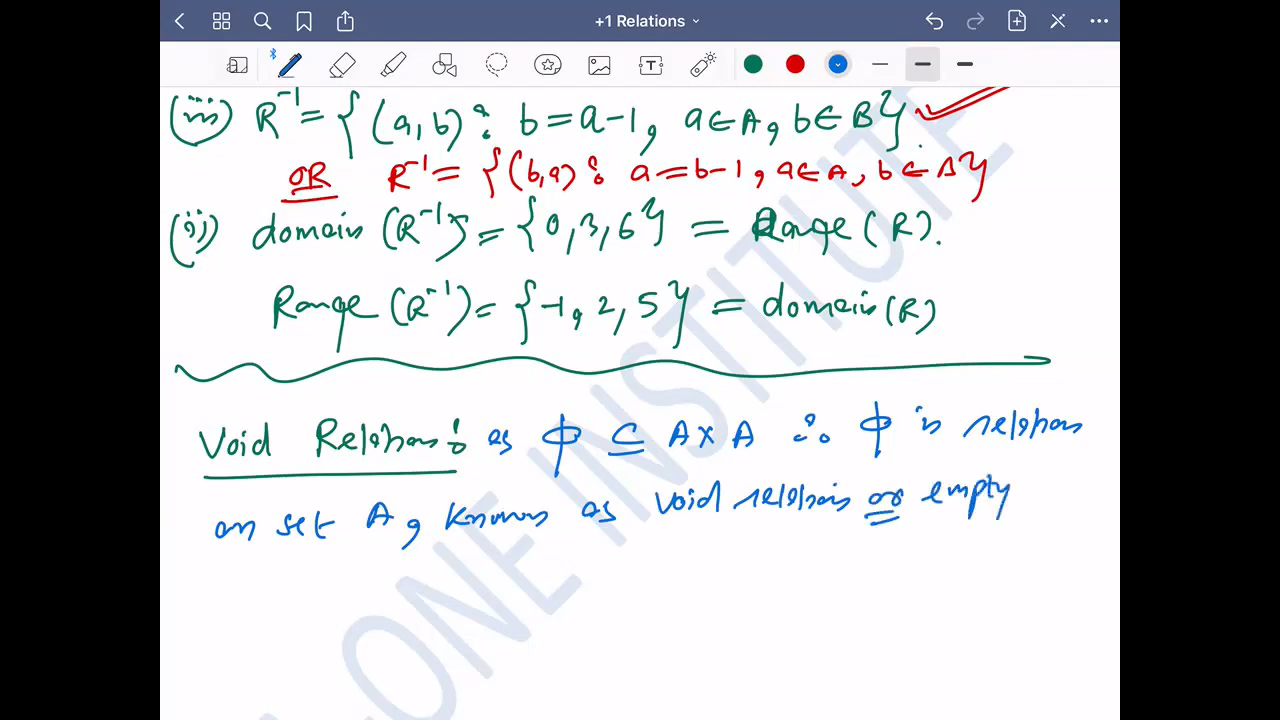 +1 Relations
(iii) R⁻¹ = {(a, b) : b = a-1, a ∈ A, b ∈ B}.
OR R⁻¹ = {(b, a) : a = b-1, a ∈ A, b ∈ B}
(ii) domain (R⁻¹) = {0, 3, 6} = Range (R).
Range (R⁻¹) = {-1, 2, 5} = domain (R)
Void Relation : as ϕ ⊆ A × A ∴ ϕ is relation
on set A, known as void relation or empty
ONE INSTITUTE